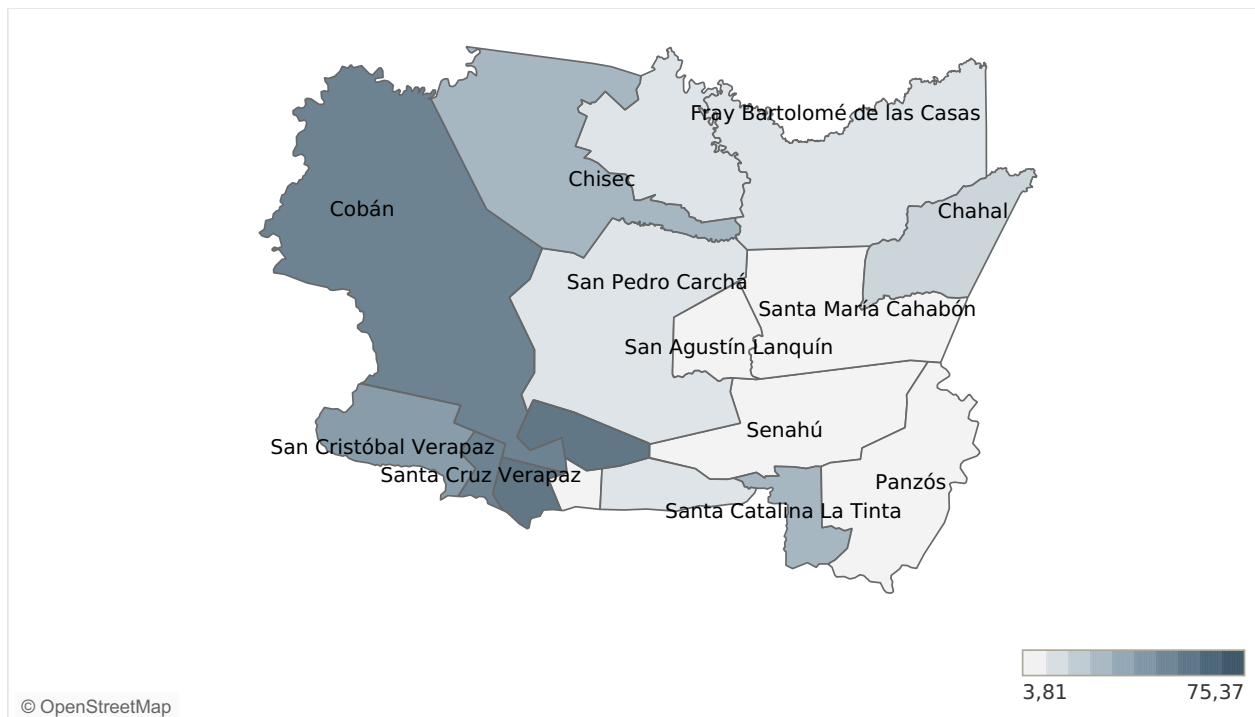 Fray Bartolomé de las Casas
Chisec
Cobán
Chahal
San Pedro Carchá
Santa María Cahabón
San Agustín Lanquín
Senahú
San Cristóbal Verapaz
Santa Cruz Verapaz
Panzós
Santa Catalina La Tinta
3,81 75,37
© OpenStreetMap